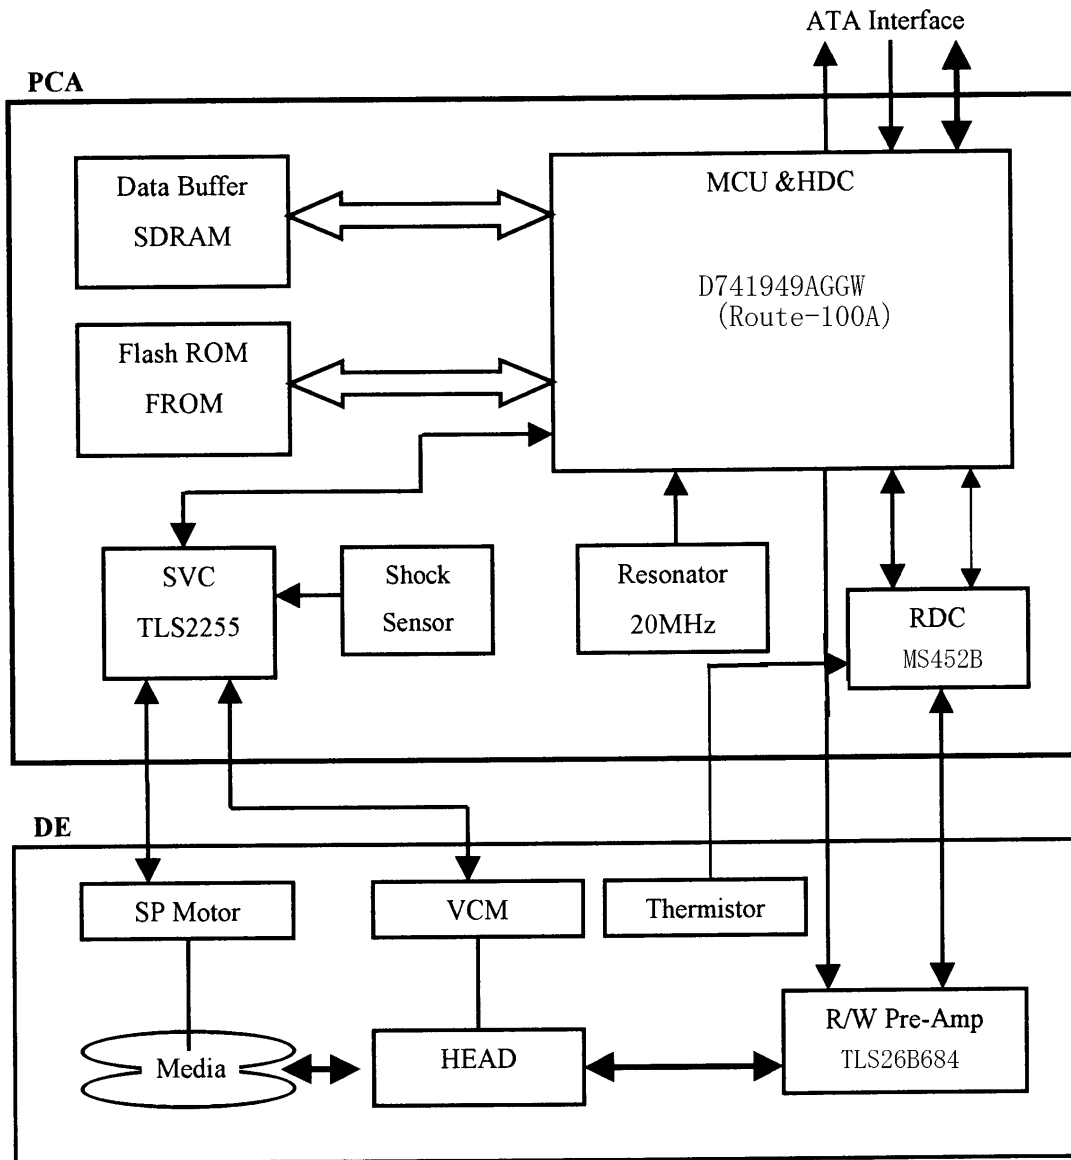 ATA Interface
PCA
Data Buffer
SDRAM
MCU &HDC
D741949AGGW
(Route-100A)
Flash ROM
FROM
SVC
TLS2255
Shock
Sensor
Resonator
20MHz
RDC
MS452B
DE
SP Motor
VCM
Thermistor
Media
HEAD
R/W Pre-Amp
TLS26B684